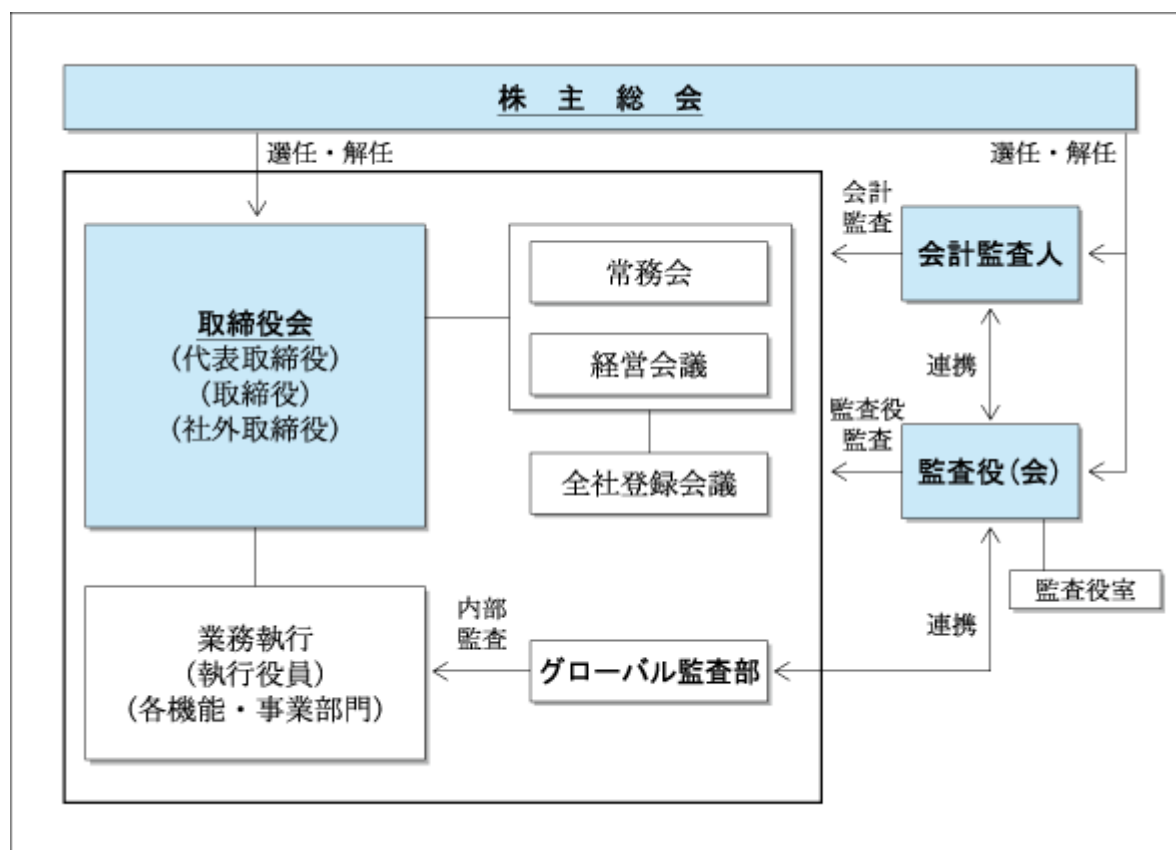 株 主 総 会
選任・解任
選任・解任
取締役会
(代表取締役)
(取締役)
(社外取締役)
常務会
経営会議
全社登録会議
会計
監査
会計監査人
連携
監査役
監査
監査役(会)
監査役室
連携
業務執行
(執行役員)
(各機能・事業部門)
内部
監査
グローバル監査部